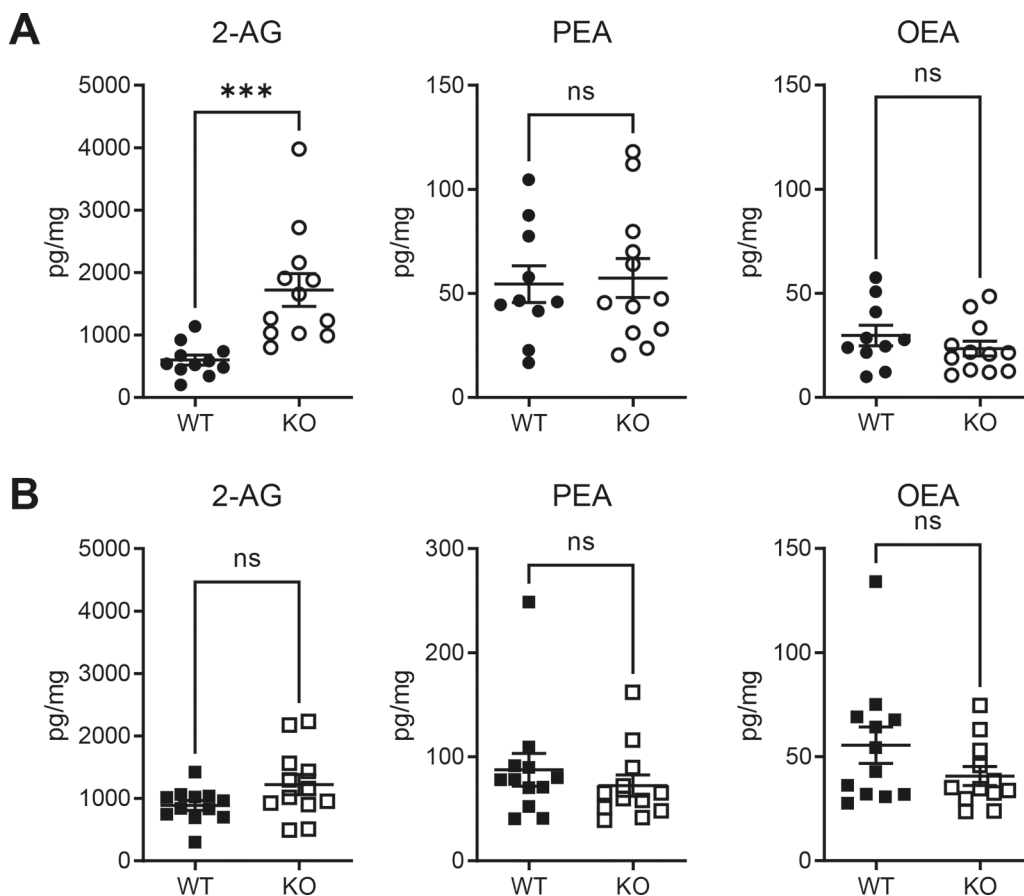 A
2-AG
PEA
OEA
5000
4000
3000
2000
1000
0
pg/mg
***
WT
KO
150
100
50
0
pg/mg
ns
WT
KO
150
100
50
0
pg/mg
ns
WT
KO
B
2-AG
PEA
OEA
5000
4000
3000
2000
1000
0
pg/mg
ns
WT
KO
300
200
100
0
pg/mg
ns
WT
KO
150
100
50
0
pg/mg
ns
WT
KO